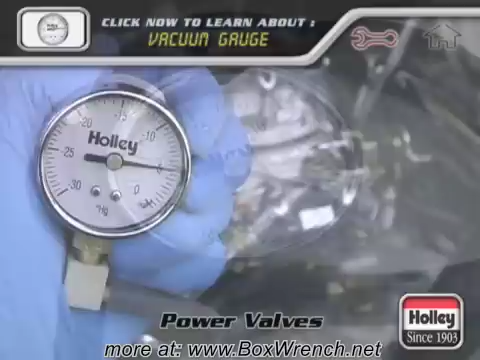 CLICK NOW TO LEARN ABOUT :
VACUUM GAUGE
-15
-20
-10
Holley
-25
-30
0
"Hg
Power Valves
Holley
Since 1903
more at: www.BoxWrench.net